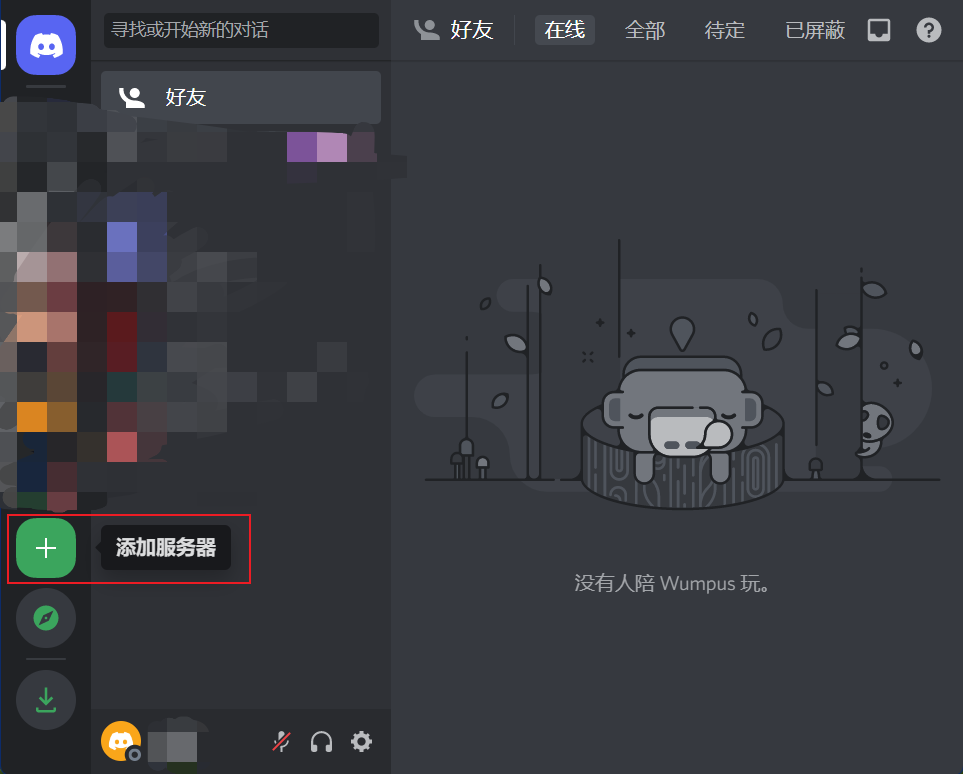 寻找或开始新的对话
好友
在线
全部
待定
已屏蔽
好友
添加服务器
没有人陪 Wumpus 玩。